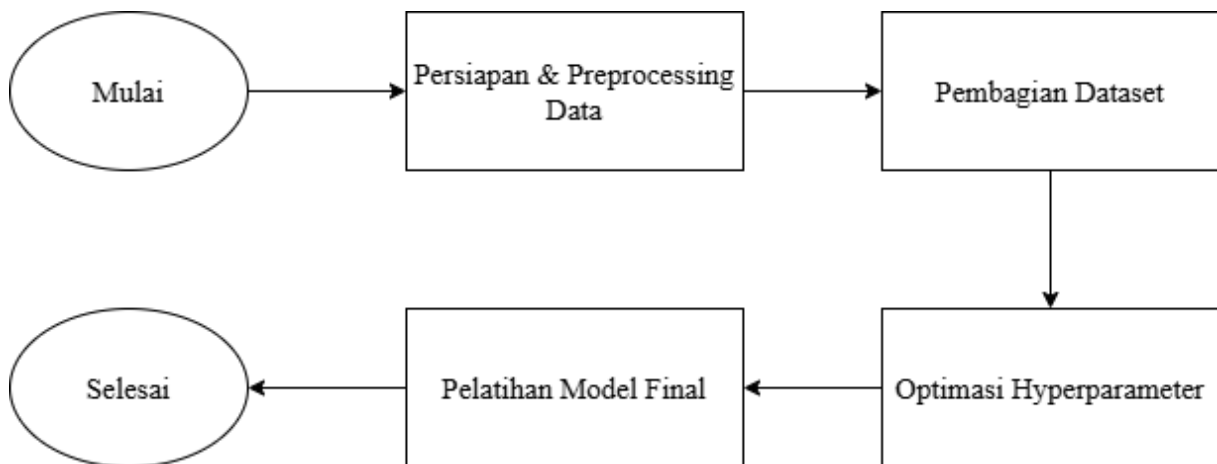 Mulai
Persiapan & Preprocessing
Data
Pembagian Dataset
Optimasi Hyperparameter
Pelatihan Model Final
Selesai